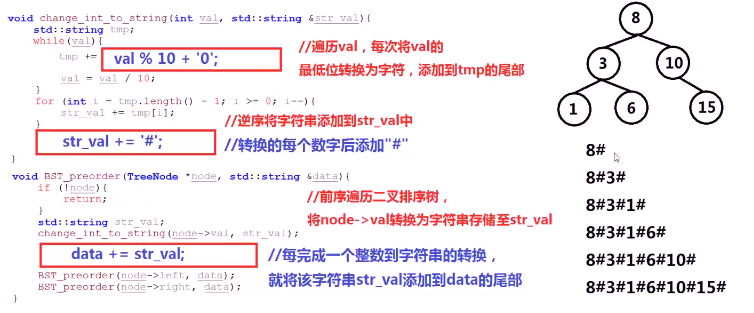 void change_int_to_string(int val, std::string &str_val){
std::string tmp;
while(val){
tmp += val % 10 + '0';
val = val / 10;
}
for (int i = tmp.length() - 1; i >= 0; i--){
str_val += tmp[i];
}
str_val += '#';
}
//遍历val，每次将val的
最低位转换为字符，添加到tmp的尾部
//逆序将字符串添加到str_val中
//转换的每个数字后添加"#"
void BST_preorder(TreeNode *node, std::string &data){
if (!node){
return;
}
std::string str_val;
change_int_to_string(node->val, str_val);
data += str_val;
BST_preorder(node->left, data);
BST_preorder(node->right, data);
}
//前序遍历二叉排序树，
将node->val转换为字符串存储至str_val
//每完成一个整数到字符串的转换，
就将该字符串str_val添加到data的尾部
8
3
10
1
6
15
8#
8#3#
8#3#1#
8#3#1#6#
8#3#1#6#10#
8#3#1#6#10#15#